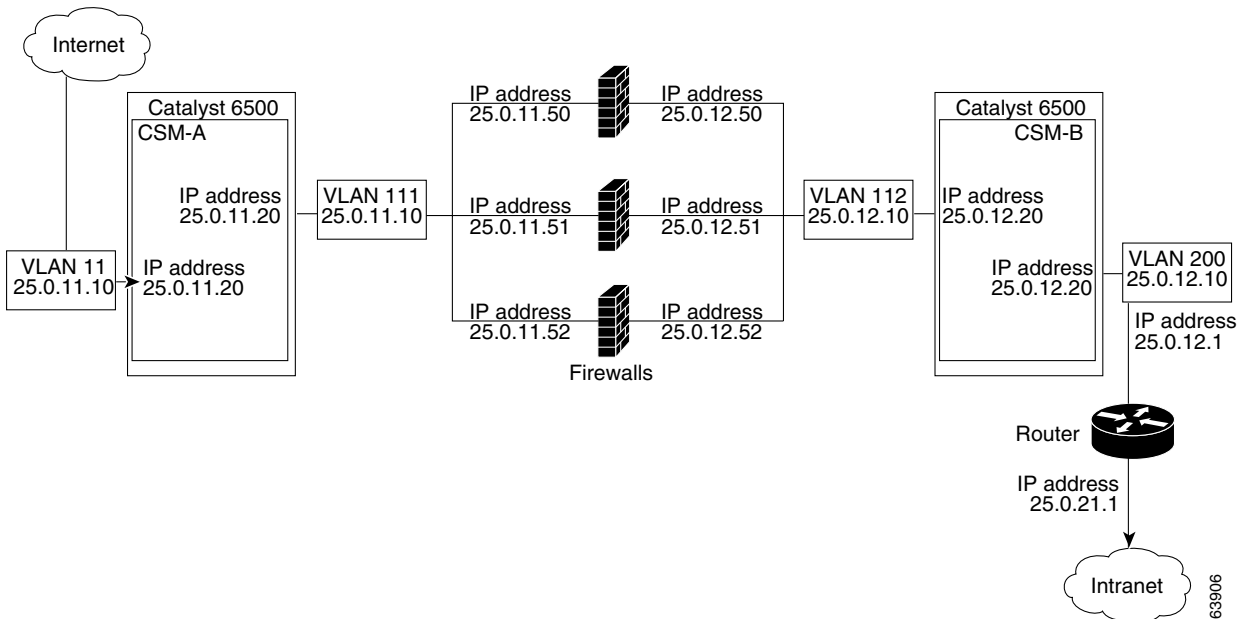 Internet
Catalyst 6500
CSM-A
IP address
25.0.11.20
VLAN 11
25.0.11.10
IP address
25.0.11.20
VLAN 111
25.0.11.10
IP address
25.0.11.50
IP address
25.0.12.50
IP address
25.0.11.51
IP address
25.0.12.51
IP address
25.0.11.52
IP address
25.0.12.52
Firewalls
VLAN 112
25.0.12.10
Catalyst 6500
CSM-B
IP address
25.0.12.20
IP address
25.0.12.20
VLAN 200
25.0.12.10
IP address
25.0.12.1
Router
IP address
25.0.21.1
Intranet
63906